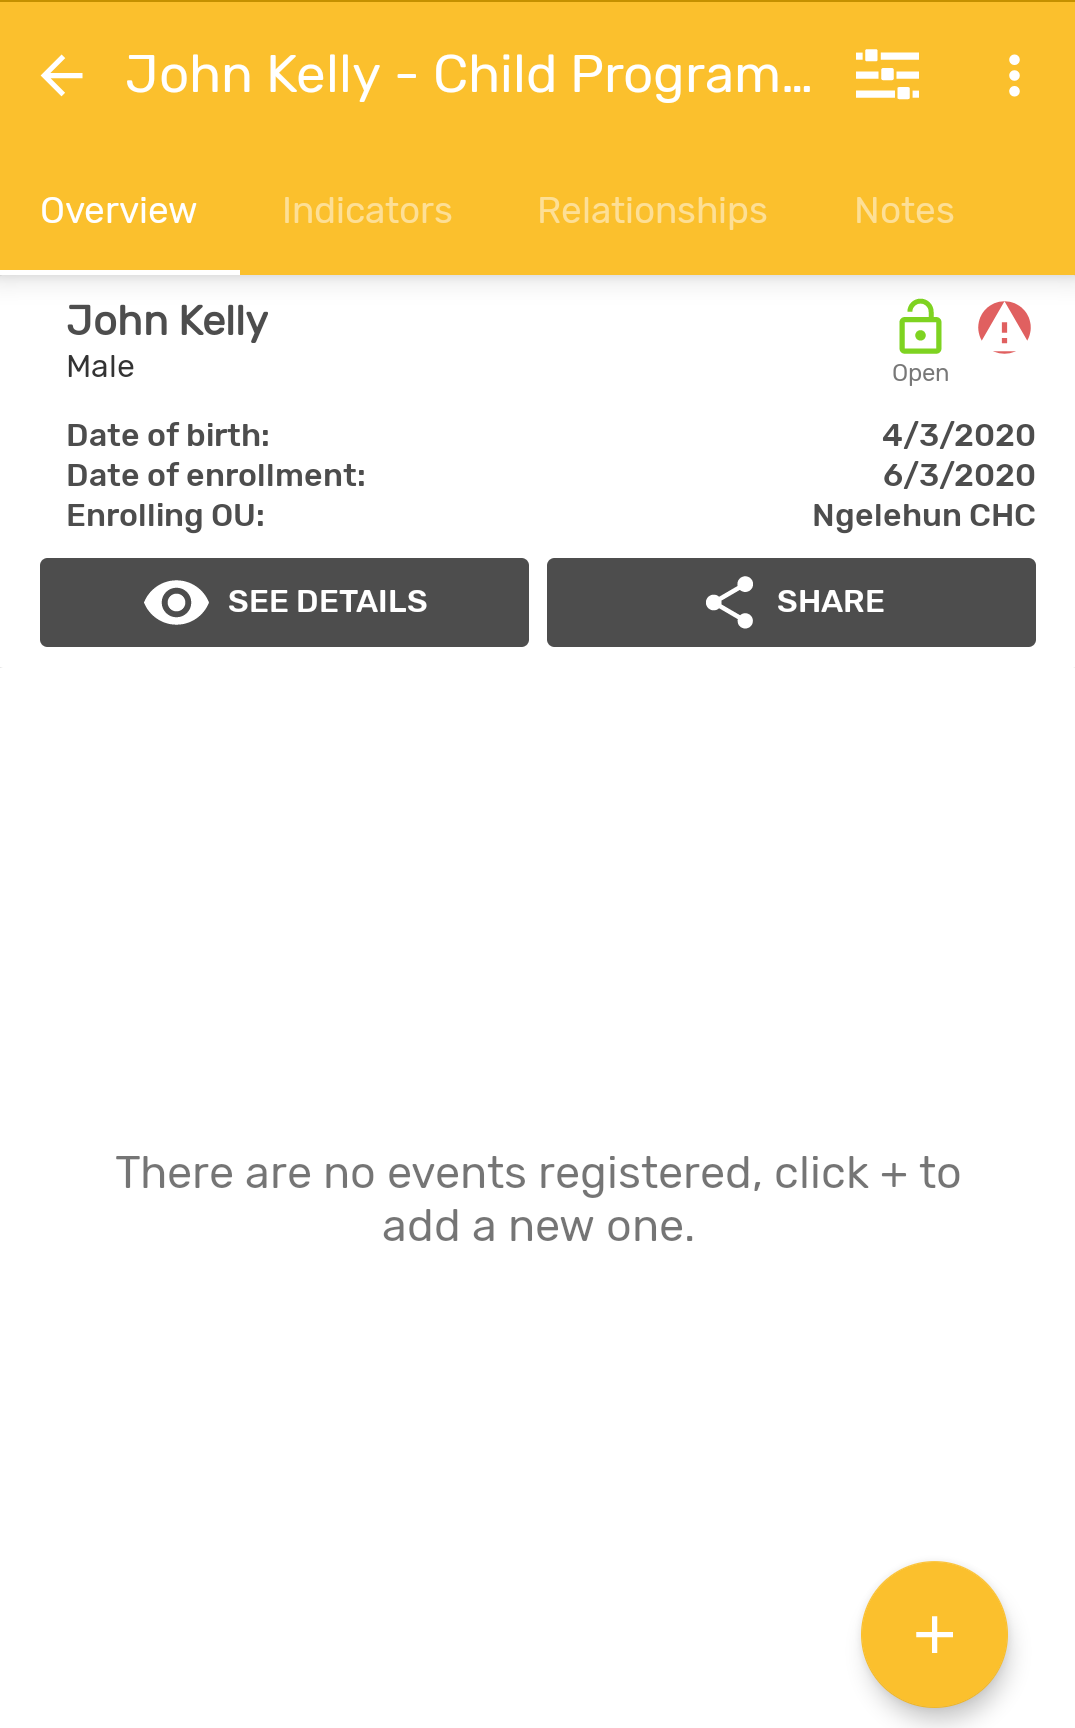 John Kelly - Child Program...
Overview Indicators Relationships Notes
John Kelly
Male
Open
Date of birth: 4/3/2020
Date of enrollment: 6/3/2020
Enrolling OU: Ngelehun CHC
SEE DETAILS SHARE
There are no events registered, click + to
add a new one.
+